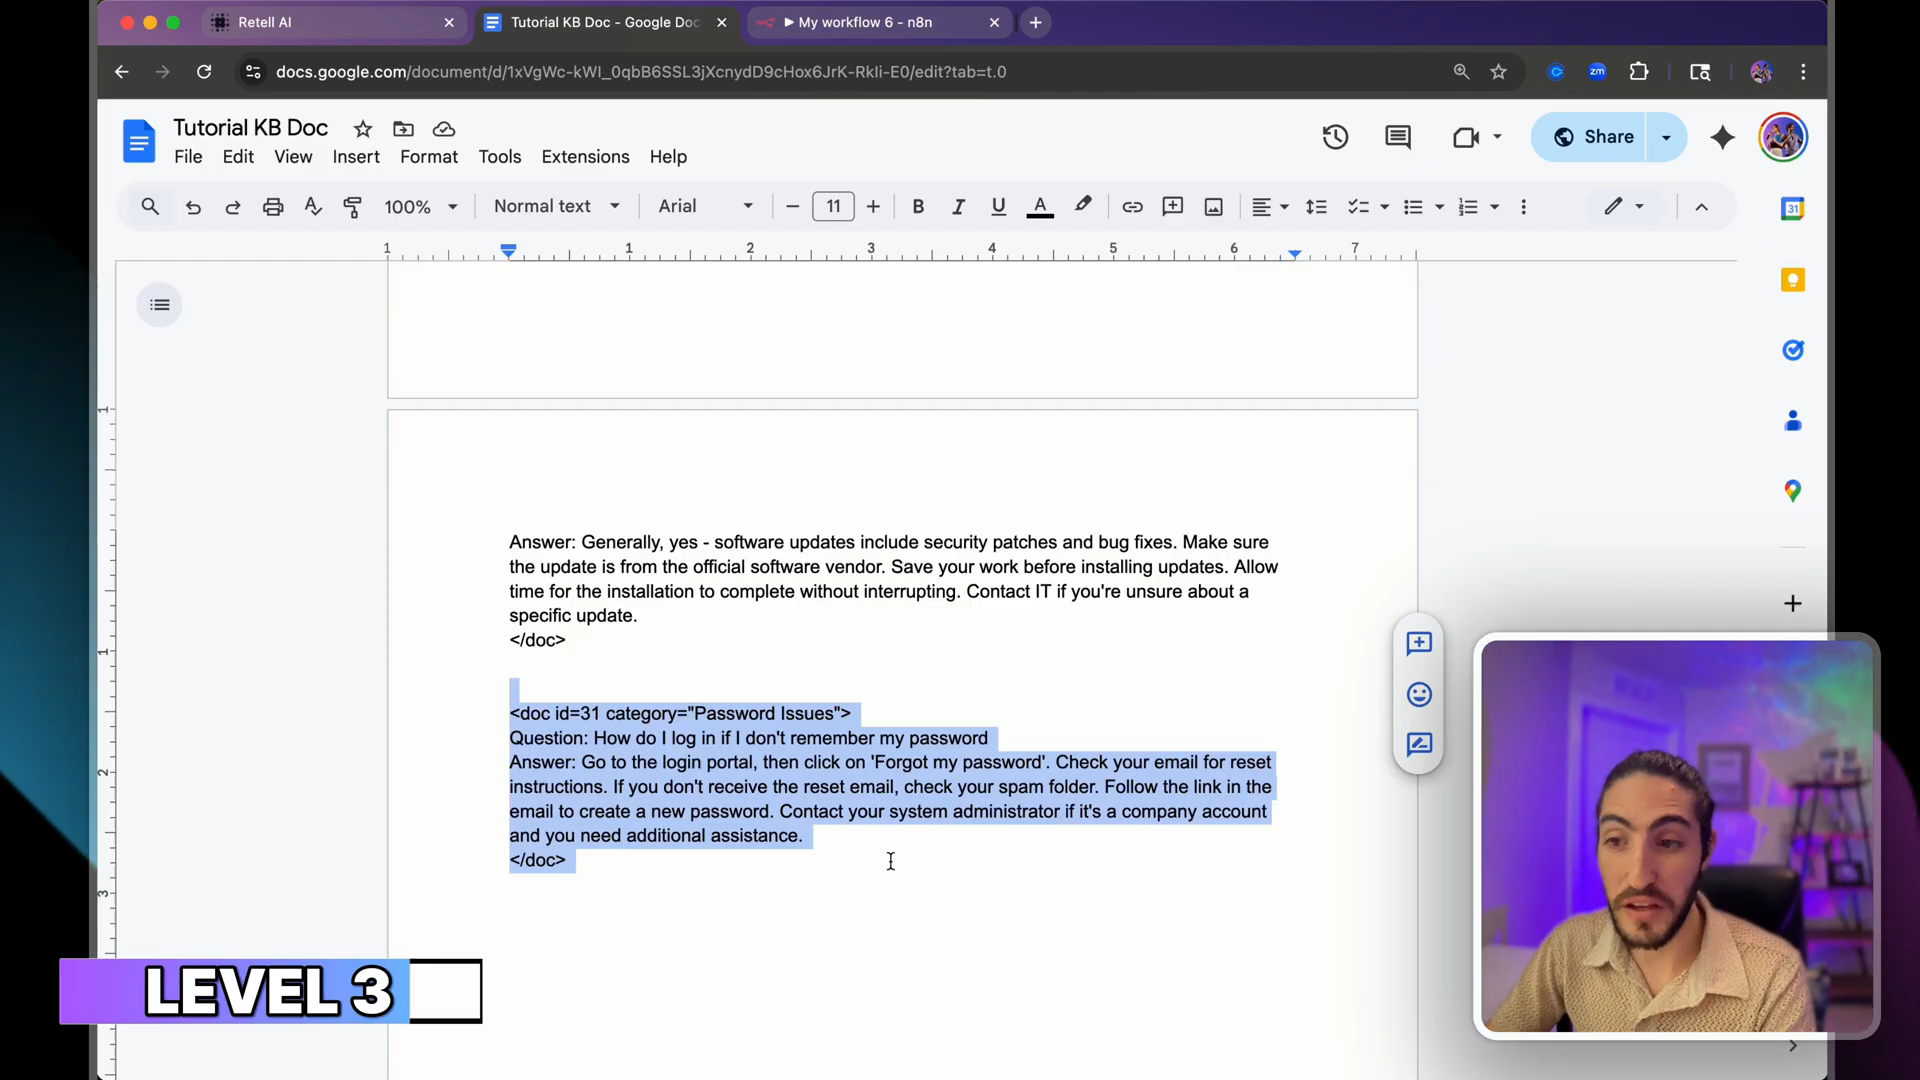 Retell AI
Tutorial KB Doc - Google Doc
My workflow 6 - n8n
docs.google.com/document/d/1xVgWc-kWI_0qbB6SSL3jXcnydD9cHox6JrK-Rkli-E0/edit?tab=t.0
Tutorial KB Doc
File Edit View Insert Format Tools Extensions Help
Share
100% Normal text Arial 11
1 1 2 3 4 5 6 7
Answer: Generally, yes - software updates include security patches and bug fixes. Make sure
the update is from the official software vendor. Save your work before installing updates. Allow
time for the installation to complete without interrupting. Contact IT if you're unsure about a
specific update.
</doc>
<doc id=31 category="Password Issues">
Question: How do I log in if I don't remember my password
Answer: Go to the login portal, then click on 'Forgot my password'. Check your email for reset
instructions. If you don't receive the reset email, check your spam folder. Follow the link in the
email to create a new password. Contact your system administrator if it's a company account
and you need additional assistance.
</doc>
LEVEL 3